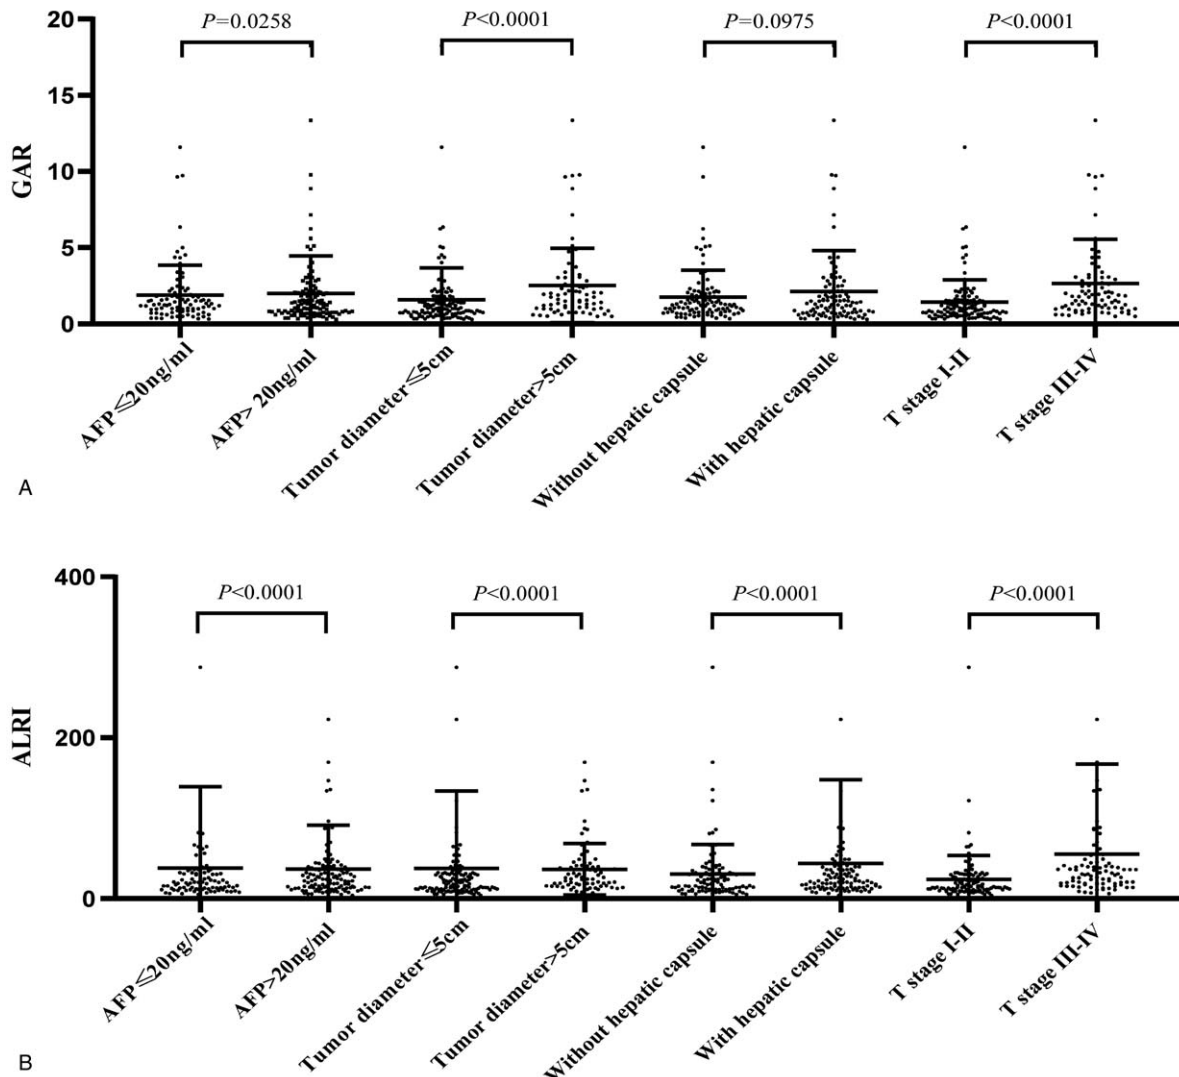 20
P=0.0258
P<0.0001
P=0.0975
P<0.0001
15
GAR
10
5
0
AFP≦20ng/ml
AFP> 20ng/ml
Tumor diameter≦5cm
Tumor diameter>5cm
Without hepatic capsule
With hepatic capsule
T stage I-II
T stage III-IV
A
400
P<0.0001
P<0.0001
P<0.0001
P<0.0001
ALRI
200
0
AFP≦20ng/ml
AFP>20ng/ml
Tumor diameter≦5cm
Tumor diameter>5cm
Without hepatic capsule
With hepatic capsule
T stage I-II
T stage III-IV
B